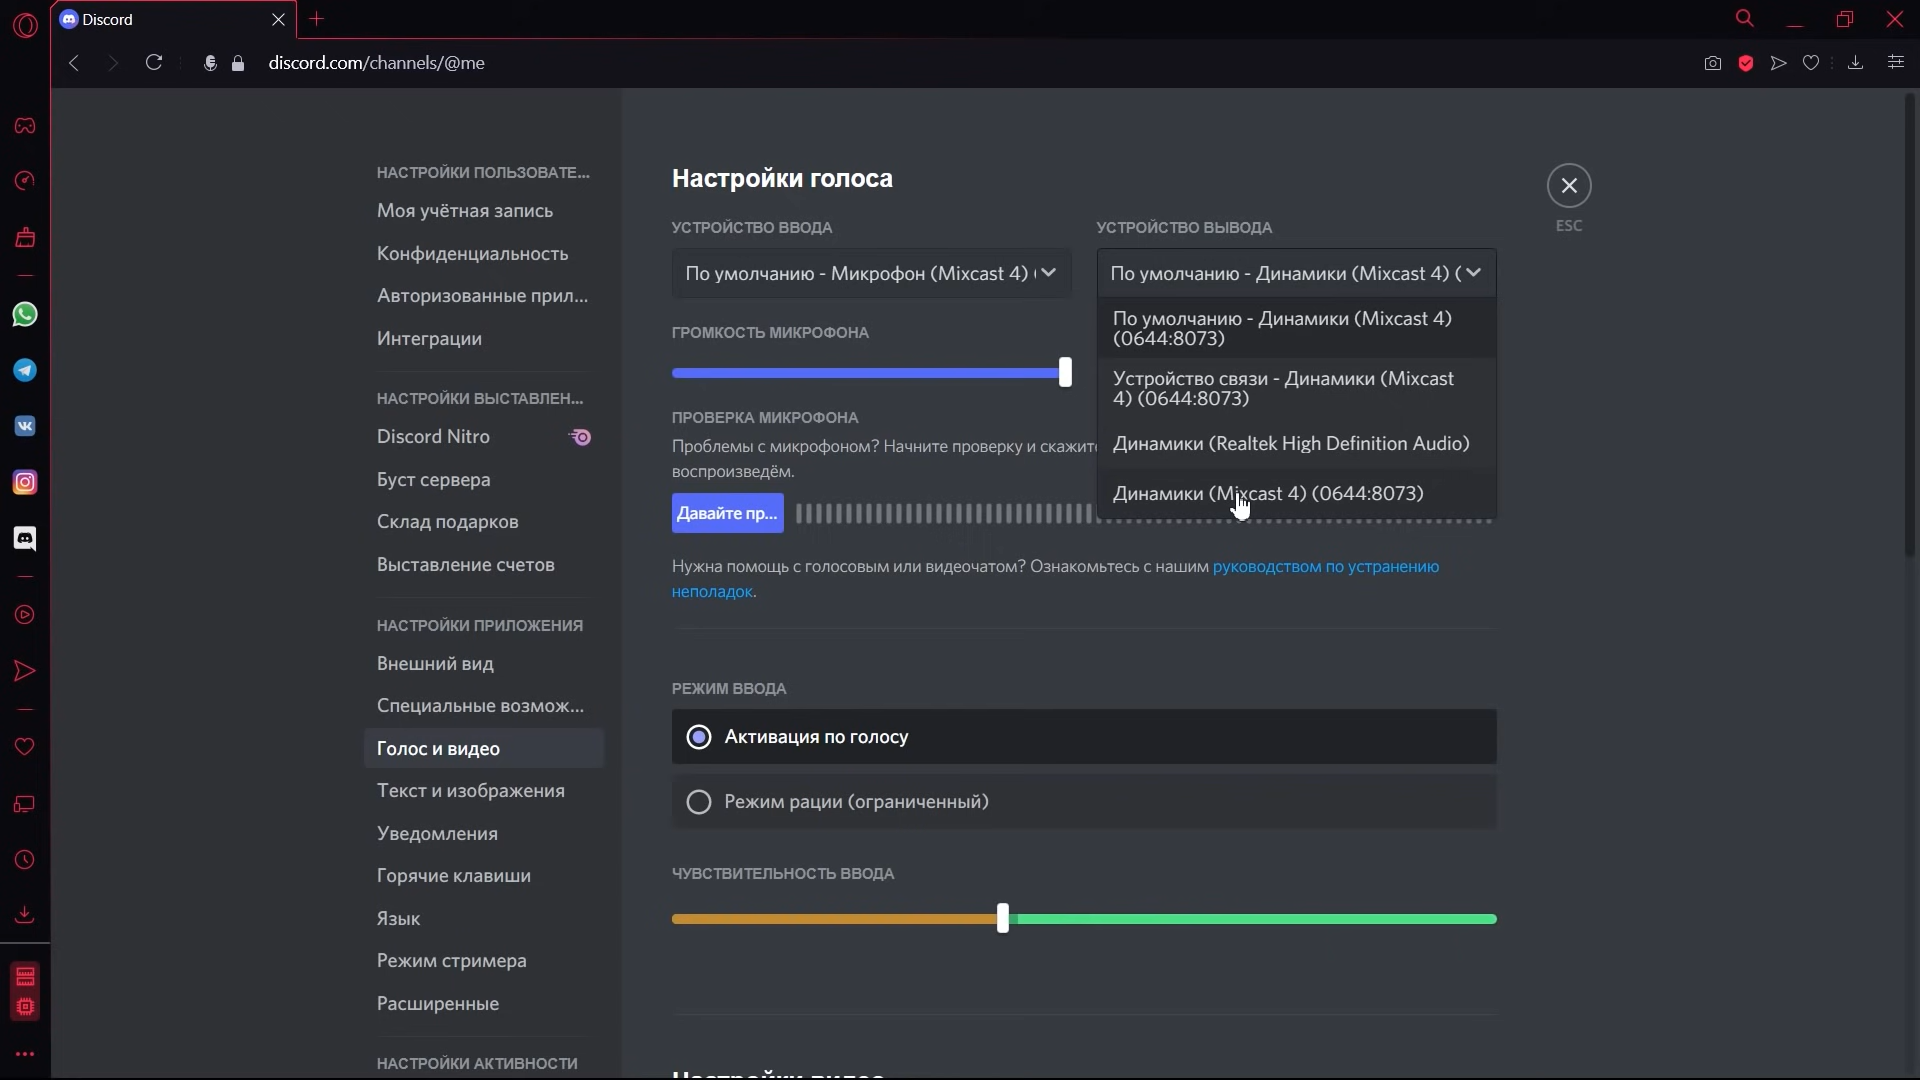 Discord
discord.com/channels/@me
НАСТРОЙКИ ПОЛЬЗОВАТЕ...
Моя учётная запись
Конфиденциальность
Авторизованные прил...
Интеграции
НАСТРОЙКИ ВЫСТАВЛЕН...
Discord Nitro
Буст сервера
Склад подарков
Выставление счетов
НАСТРОЙКИ ПРИЛОЖЕНИЯ
Внешний вид
Специальные возмож...
Голос и видео
Текст и изображения
Уведомления
Горячие клавиши
Язык
Режим стримера
Расширенные
НАСТРОЙКИ АКТИВНОСТИ
Настройки голоса
УСТРОЙСТВО ВВОДА
По умолчанию - Микрофон (Mixcast 4) (
ГРОМКОСТЬ МИКРОФОНА
УСТРОЙСТВО ВЫВОДА
По умолчанию - Динамики (Mixcast 4) (
По умолчанию - Динамики (Mixcast 4)
(0644:8073)
Устройство связи - Динамики (Mixcast
4) (0644:8073)
Динамики (Realtek High Definition Audio)
Динамики (Mixcast 4) (0644:8073)
ESC
ПРОВЕРКА МИКРОФОНА
Проблемы с микрофоном? Начните проверку и скажите
воспроизведём.
Давайте пр...
Нужна помощь с голосовым или видеочатом? Ознакомьтесь с нашим руководством по устранению
неполадок.
РЕЖИМ ВВОДА
Активация по голосу
Режим рации (ограниченный)
ЧУВСТВИТЕЛЬНОСТЬ ВВОДА
Настройки видео